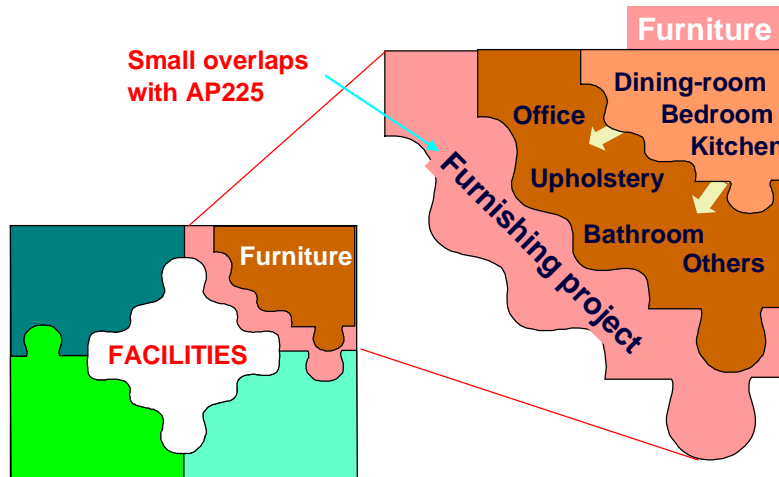 Furniture
Small overlaps
with AP225
Dining-room
Bedroom
Kitchen
Office
Upholstery
Bathroom
Others
Furnishing project
Furniture
FACILITIES